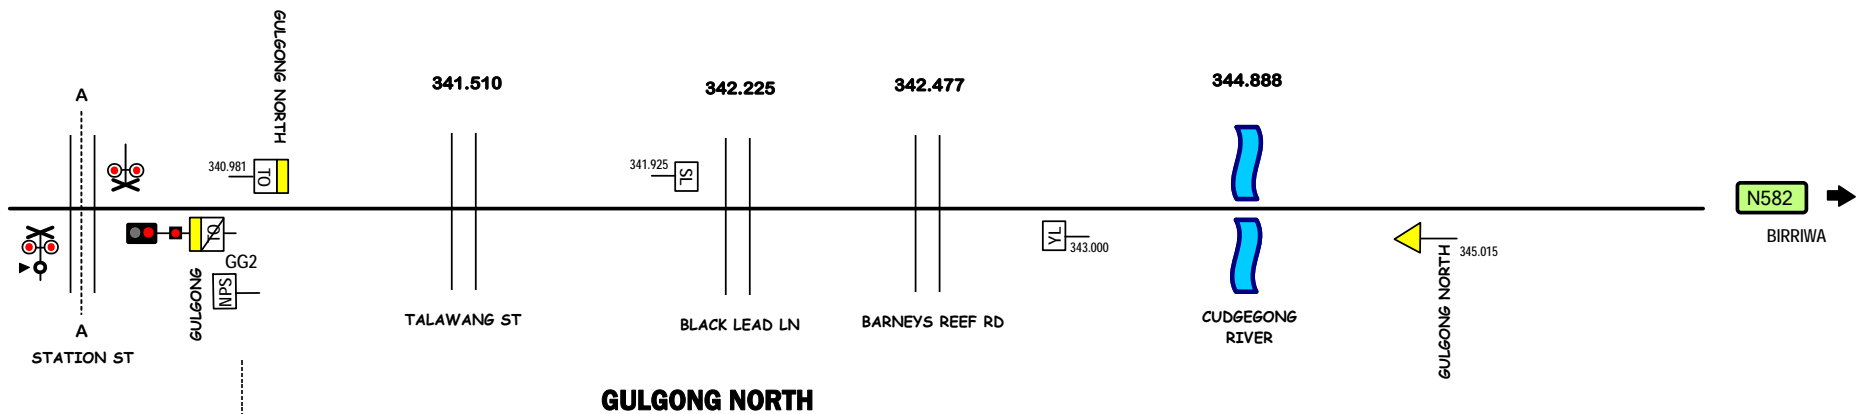 GULGONG NORTH
341.510
342.225
342.477
344.888
A
340.981
TO
341.925
SL
N582
BIRRIWA
TO
GG2
NPS
GULGONG
YL
343.000
345.015
GULGONG NORTH
A
STATION ST
TALAWANG ST
BLACK LEAD LN
BARNEYS REEF RD
CUDGEGONG
RIVER
GULGONG NORTH